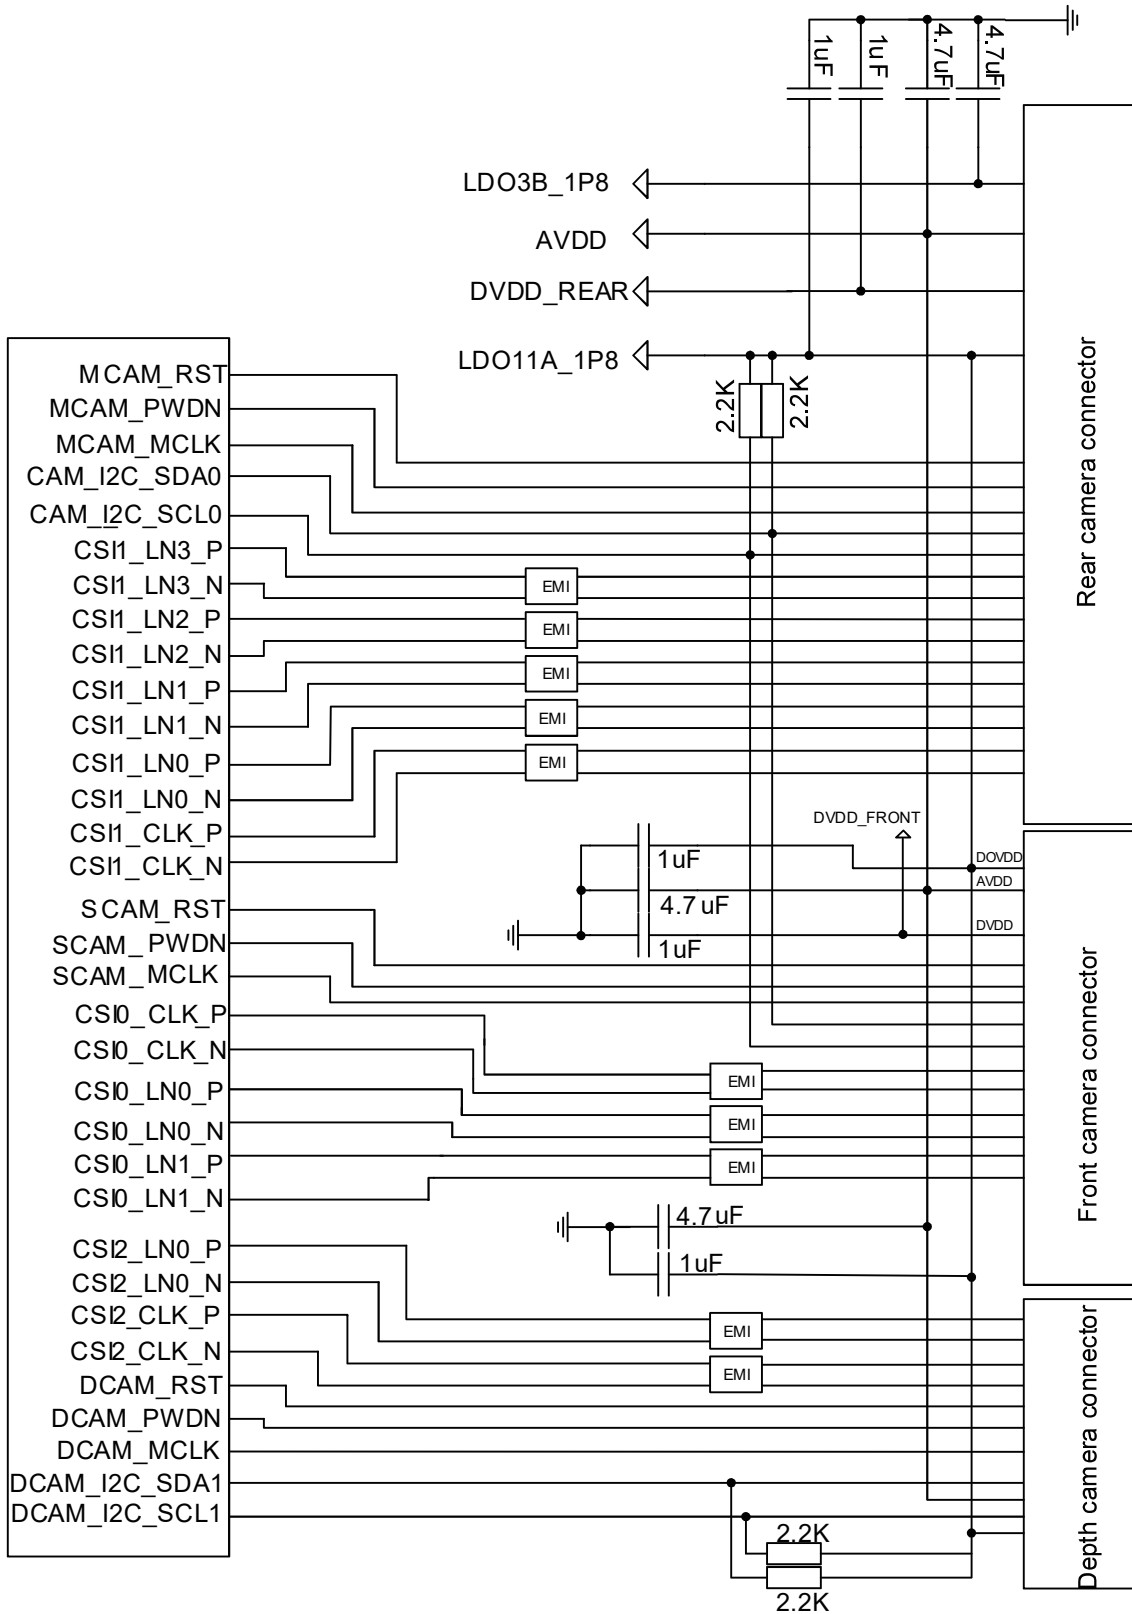 1uF
1uF
4.7uF
4.7uF
LDO3B_1P8
AVDD
DVDD_REAR
LDO11A_1P8
2.2K
2.2K
Rear camera connector
MCAM_RST
MCAM_PWDN
MCAM_MCLK
CAM_I2C_SDA0
CAM_I2C_SCL0
CSI1_LN3_P
CSI1_LN3_N
EMI
CSI1_LN2_P
EMI
CSI1_LN2_N
CSI1_LN1_P
EMI
CSI1_LN1_N
EMI
CSI1_LN0_P
EMI
CSI1_LN0_N
CSI1_CLK_P
CSI1_CLK_N
DVDD_FRONT
1uF
DOVDD
4.7uF
AVDD
1uF
DVDD
Front camera connector
SCAM_RST
SCAM_PWDN
SCAM_MCLK
CSI0_CLK_P
CSI0_CLK_N
EMI
CSI0_LN0_P
EMI
CSI0_LN0_N
CSI0_LN1_P
EMI
CSI0_LN1_N
4.7uF
1uF
CSI2_LN0_P
CSI2_LN0_N
CSI2_CLK_P
EMI
CSI2_CLK_N
EMI
DCAM_RST
DCAM_PWDN
DCAM_MCLK
DCAM_I2C_SDA1
DCAM_I2C_SCL1
2.2K
2.2K
Depth camera connector